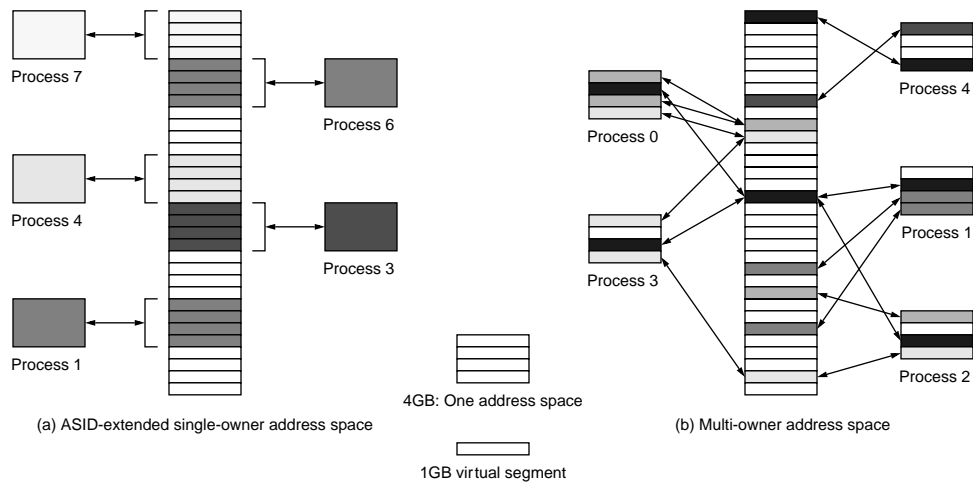 Process 7
Process 6
Process 4
Process 3
Process 1
(a) ASID-extended single-owner address space
4GB: One address space
1GB virtual segment
Process 0
Process 3
Process 4
Process 1
Process 2
(b) Multi-owner address space